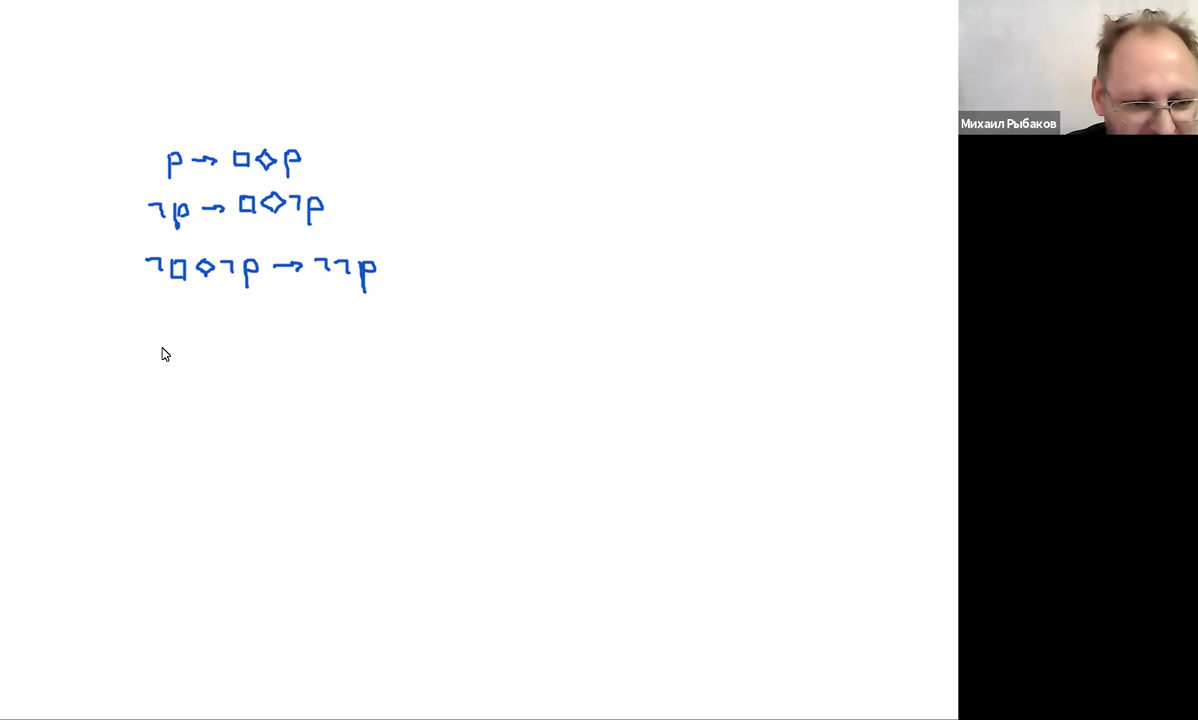 p → □◇p
¬p → □◇¬p
¬□◇¬p → ¬¬p
Михаил Рыбаков